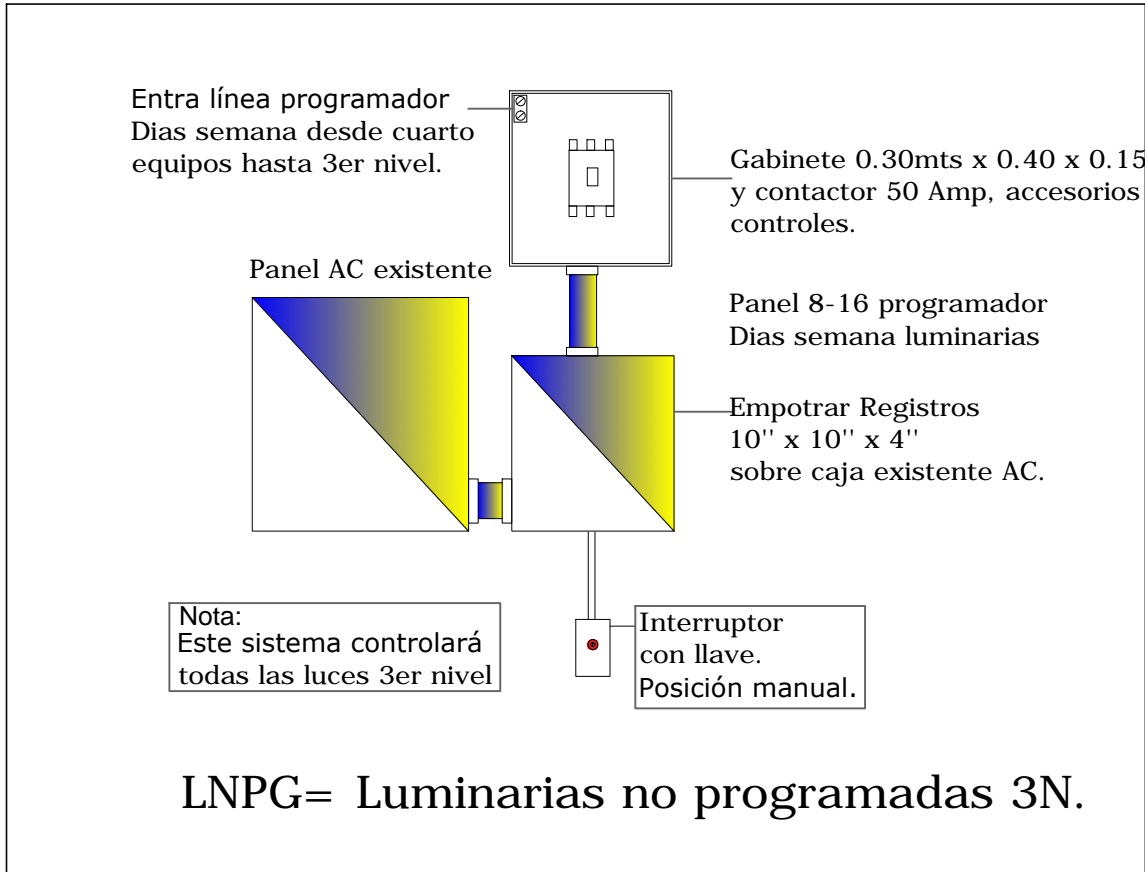 Entra línea programador
Dias semana desde cuarto
equipos hasta 3er nivel.
Gabinete 0.30mts x 0.40 x 0.15
y contactor 50 Amp, accesorios
controles.
Panel AC existente
Panel 8-16 programador
Dias semana luminarias
Empotrar Registros
10'' x 10'' x 4''
sobre caja existente AC.
Nota:
Este sistema controlará
todas las luces 3er nivel
Interruptor
con llave.
Posición manual.
LNPG= Luminarias no programadas 3N.